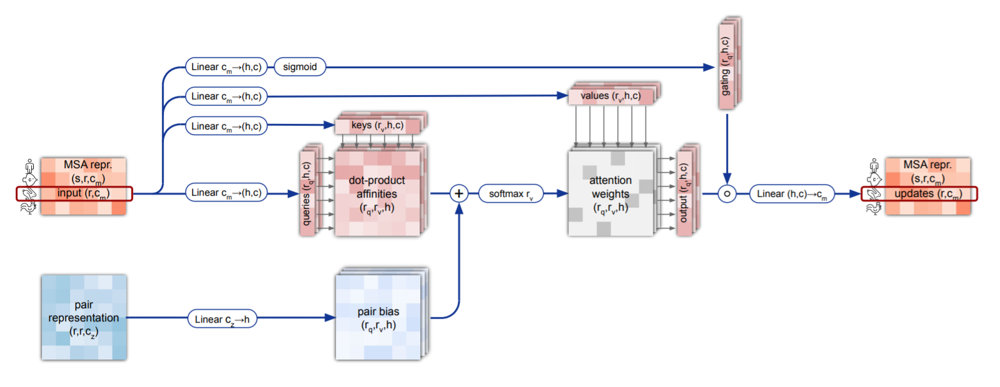 Linear cm→(h,c)
sigmoid
gating (rq,h,c)
Linear cm→(h,c)
values (rv,h,c)
Linear cm→(h,c)
keys (rv,h,c)
MSA repr.
(s,r,cm)
input (r,cm)
Linear cm→(h,c)
queries (rq,h,c)
dot-product
affinities
(rq,rv,h)
+
softmax rv
attention
weights
(rq,rv,h)
output (rq,h,c)
Linear (h,c)→cm
MSA repr.
(s,r,cm)
updates (r,cm)
pair
representation
(r,r,cz)
Linear cz→h
pair bias
(rq,rv,h)